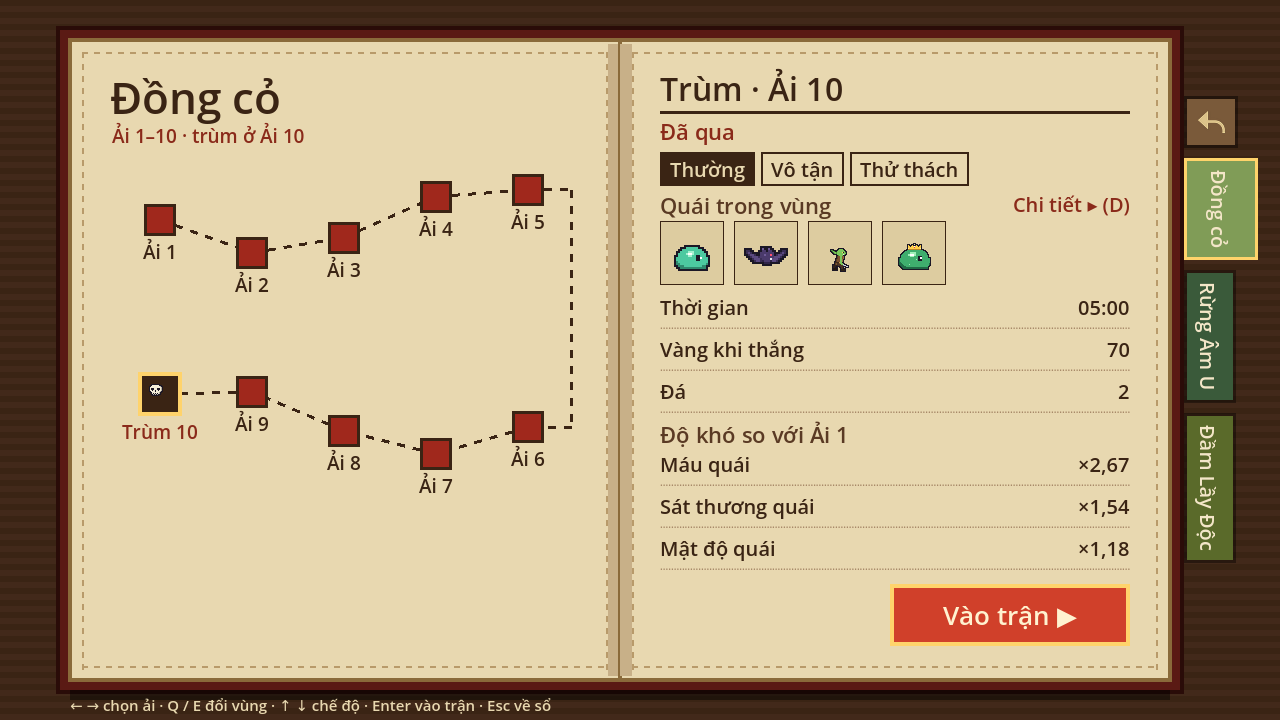 Đồng cỏ
Ải 1–10 · trùm ở Ải 10
Ải 1
Ải 2
Ải 3
Ải 4
Ải 5
Trùm 10
Ải 9
Ải 8
Ải 7
Ải 6
Trùm · Ải 10
Đã qua
Thường Vô tận Thử thách
Quái trong vùng Chi tiết ▸ (D)
Thời gian 05:00
Vàng khi thắng 70
Đá 2
Độ khó so với Ải 1
Máu quái ×2,67
Sát thương quái ×1,54
Mật độ quái ×1,18
Vào trận ▶
Đồng cỏ
Rừng Âm U
Đầm Lầy Độc
← → chọn ải · Q / E đổi vùng · ↑ ↓ chế độ · Enter vào trận · Esc về sổ